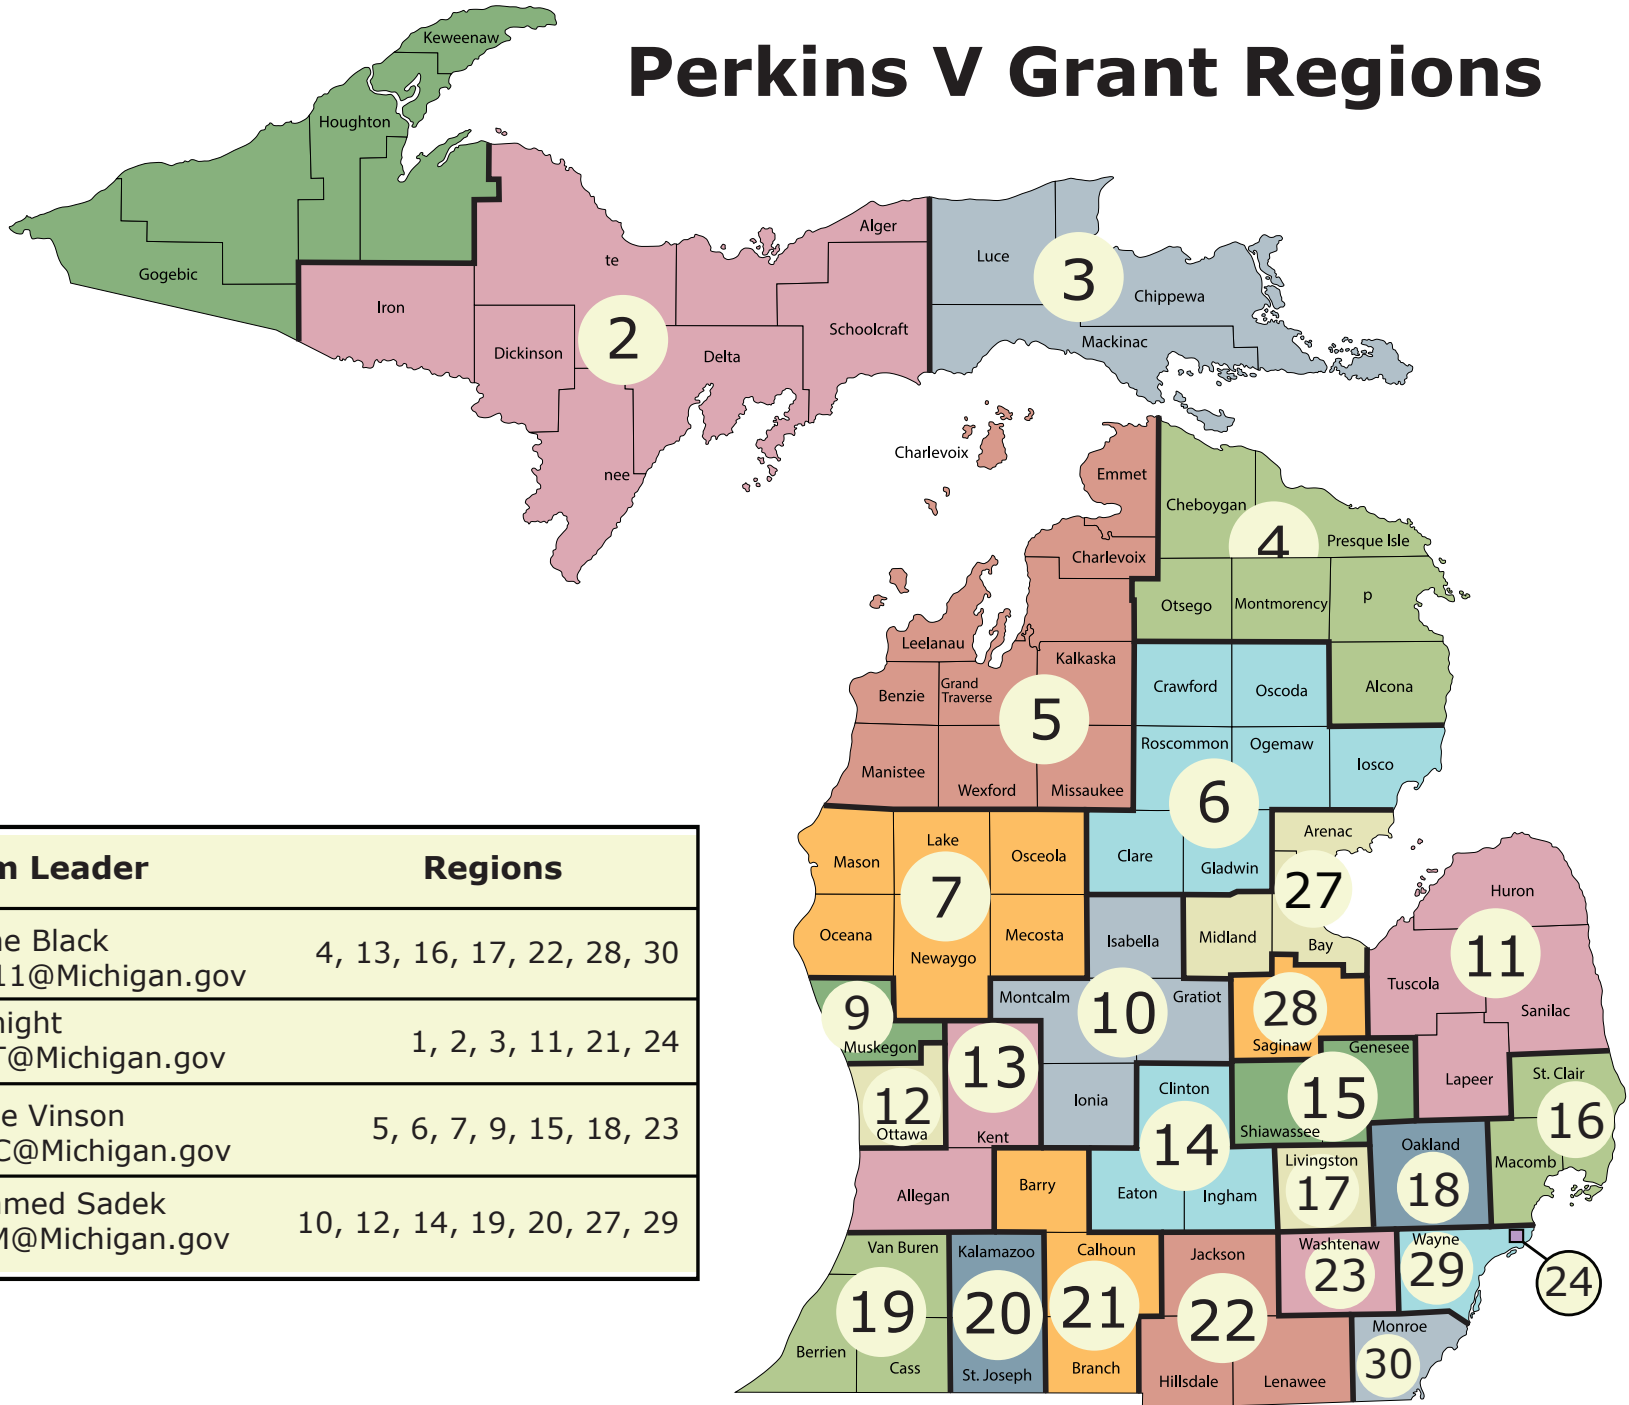 Perkins V Grant Regions
Keweenaw
Houghton
Gogebic
Alger
te
Luce
Iron
2
3
Chippewa
Schoolcraft
Dickinson
Delta
Mackinac
nee
Charlevoix
Emmet
Cheboygan
4
Presque Isle
Charlevoix
Otsego
Montmorency
p
Leelanau
Kalkaska
Benzie
Grand
Traverse
5
Crawford
Oscoda
Alcona
Roscommon
Ogemaw
Iosco
Manistee
Wexford
Missaukee
6
Arenac
Mason
Lake
Osceola
Clare
Gladwin
27
7
Huron
Oceana
Mecosta
Isabella
Midland
Bay
11
Newaygo
Tuscola
Montcalm
10
Gratiot
28
Sanilac
9
Muskegon
Saginaw
Genesee
13
Lapeer
St. Clair
12
Ottawa
Ionia
Clinton
15
16
Kent
Shiawassee
Oakland
14
Livingston
Macomb
Allegan
Barry
Eaton
Ingham
17
18
Van Buren
Kalamazoo
Calhoun
Jackson
Washtenaw
Wayne
23
29
24
19
20
21
22
Monroe
Berrien
Cass
St. Joseph
Branch
Hillsdale
Lenawee
30
m Leader Regions
ne Black
11@Michigan.gov 4, 13, 16, 17, 22, 28, 30
night
T@Michigan.gov 1, 2, 3, 11, 21, 24
e Vinson
C@Michigan.gov 5, 6, 7, 9, 15, 18, 23
med Sadek
M@Michigan.gov 10, 12, 14, 19, 20, 27, 29